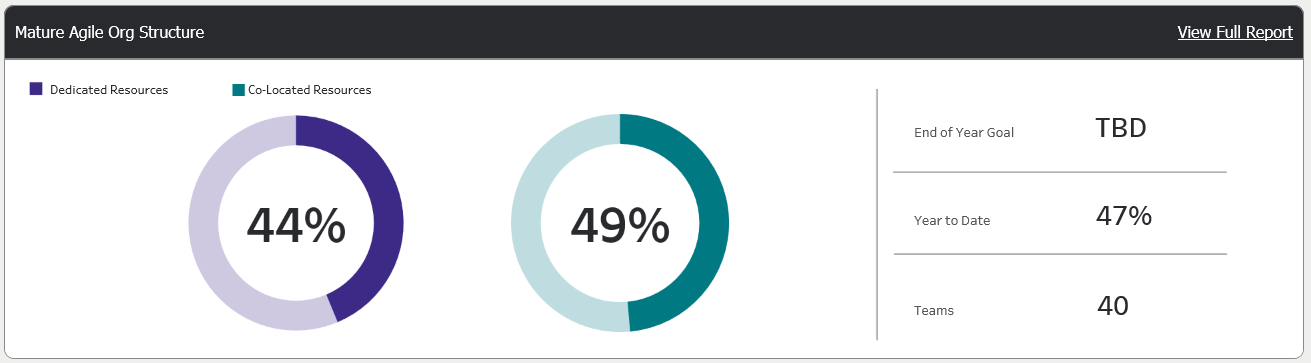 Mature Agile Org Structure
View Full Report
Dedicated Resources
Co-Located Resources
44%
49%
End of Year Goal
TBD
Year to Date
47%
Teams
40